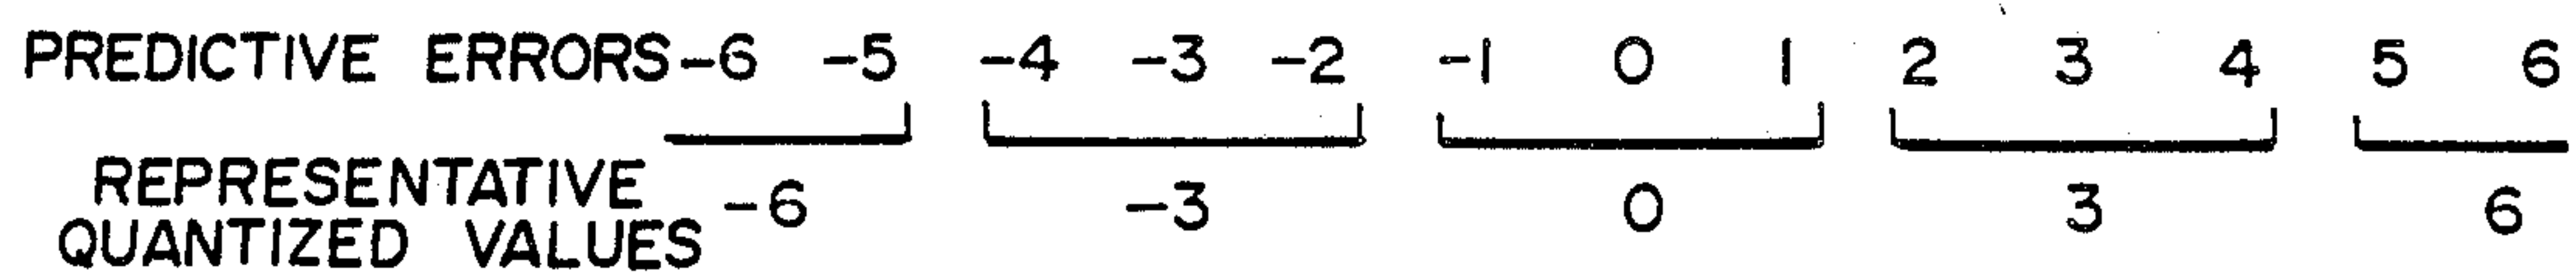 PREDICTIVE ERRORS -6 -5 -4 -3 -2 -1 0 1 2 3 4 5 6
REPRESENTATIVE
QUANTIZED VALUES -6 -3 0 3 6